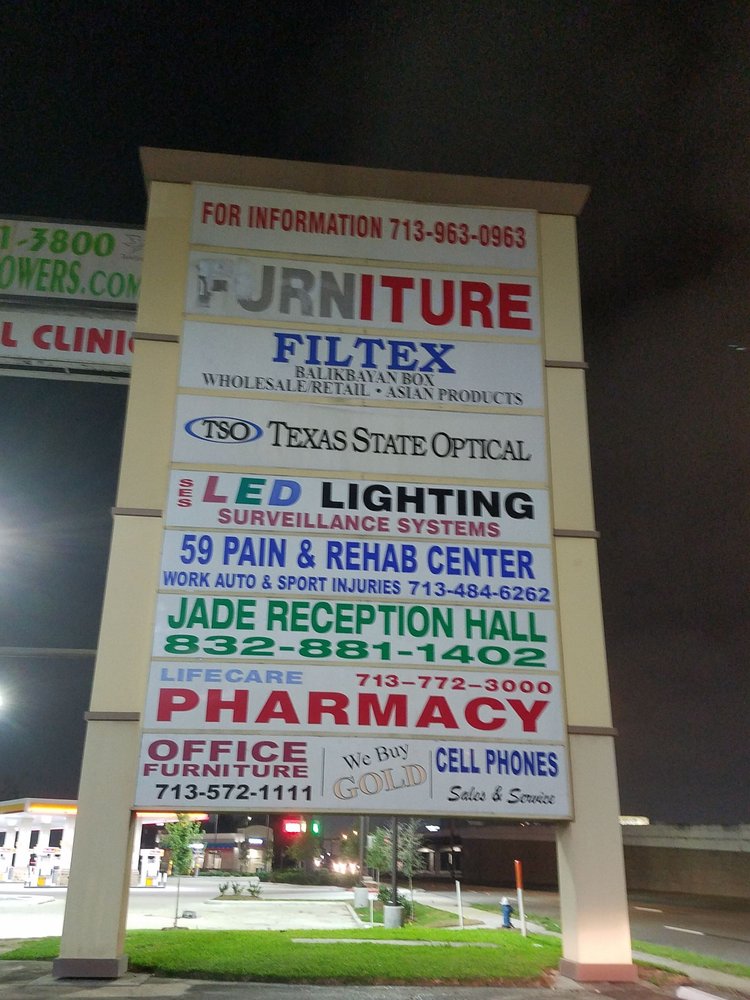 1-3800
OWERS.COM
L CLINI
FOR INFORMATION 713-963-0963
FURNITURE
FILTEX
BALIKBAYAN BOX
WHOLESALE/RETAIL • ASIAN PRODUCTS
TSO TEXAS STATE OPTICAL
SES LED LIGHTING
SURVEILLANCE SYSTEMS
59 PAIN & REHAB CENTER
WORK AUTO & SPORT INJURIES 713-484-6262
JADE RECEPTION HALL
832-881-1402
LIFECARE 713-772-3000
PHARMACY
OFFICE
FURNITURE
713-572-1111
We Buy
GOLD
CELL PHONES
Sales & Service